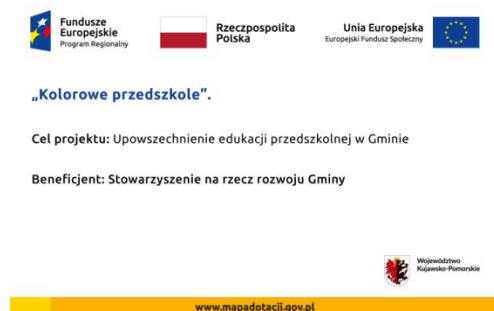 Fundusze
Europejskie
Program Regionalny
Rzeczpospolita
Polska
Unia Europejska
Europejski Fundusz Społeczny
„Kolorowe przedszkole”.
Cel projektu: Upowszechnienie edukacji przedszkolnej w Gminie
Beneficjent: Stowarzyszenie na rzecz rozwoju Gminy
Województwo
Kujawsko-Pomorskie
www.mapadotacji.gov.pl